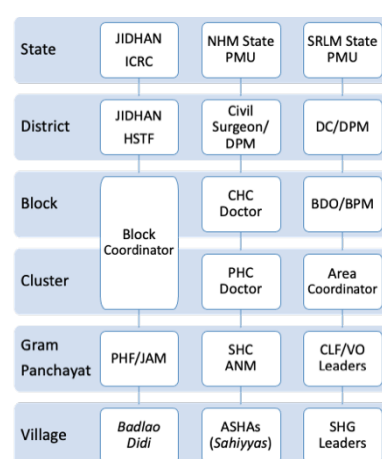 State
JIDHAN
ICRC
NHM State
PMU
SRLM State
PMU
District
JIDHAN
HSTF
Civil
Surgeon/
DPM
DC/DPM
Block
Block
Coordinator
CHC
Doctor
BDO/BPM
Cluster
PHC
Doctor
Area
Coordinator
Gram
Panchayat
PHF/JAM
SHC
ANM
CLF/VO
Leaders
Village
Badlao
Didi
ASHAs
(Sahiyyas)
SHG
Leaders